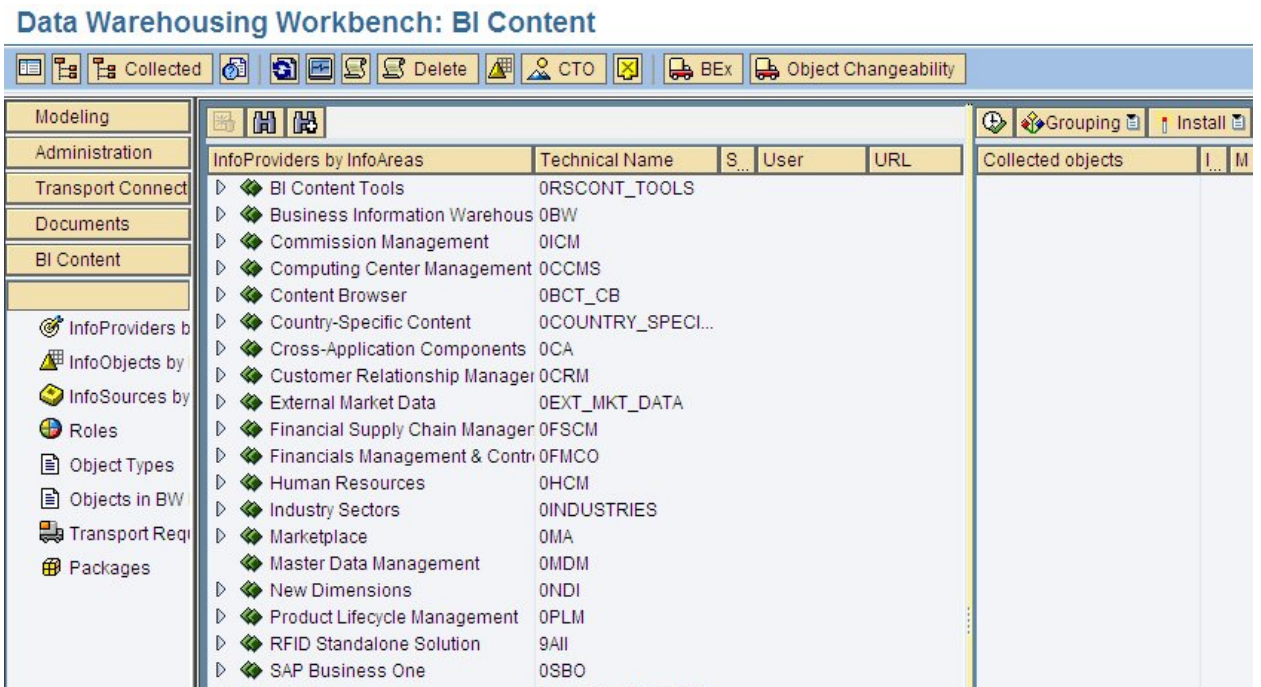 Data Warehousing Workbench: BI Content
Collected Delete CTO BEx Object Changeability
Modeling
Administration
Transport Connect
Documents
BI Content
InfoProviders b
InfoObjects by
InfoSources by
Roles
Object Types
Objects in BW
Transport Requ
Packages
InfoProviders by InfoAreas Technical Name S... User URL
BI Content Tools 0RSCONT_TOOLS
Business Information Warehous 0BW
Commission Management 0ICM
Computing Center Management 0CCMS
Content Browser 0BCT_CB
Country-Specific Content 0COUNTRY_SPECI...
Cross-Application Components 0CA
Customer Relationship Manager 0CRM
External Market Data 0EXT_MKT_DATA
Financial Supply Chain Manager 0FSCM
Financials Management & Contro 0FMCO
Human Resources 0HCM
Industry Sectors 0INDUSTRIES
Marketplace 0MA
Master Data Management 0MDM
New Dimensions 0NDI
Product Lifecycle Management 0PLM
RFID Standalone Solution 9AII
SAP Business One 0SBO
Grouping Install
Collected objects I... M